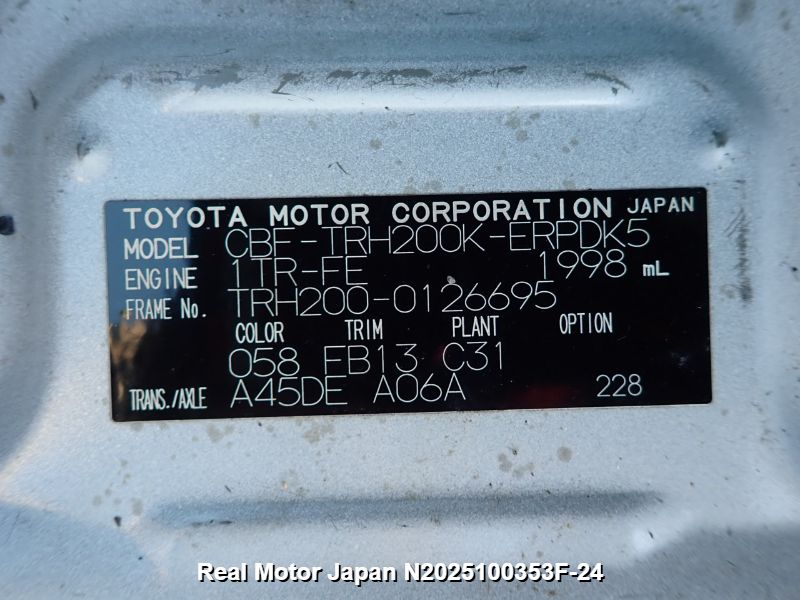 TOYOTA MOTOR CORPORATION JAPAN
MODEL CBF-TRH200K-ERPDK5
ENGINE 1TR-FE 1998 mL
FRAME No. TRH200-0126695
COLOR TRIM PLANT OPTION
058 EB13 C31
TRANS./AXLE A45DE A06A 228
Real Motor Japan N2025100353F-24